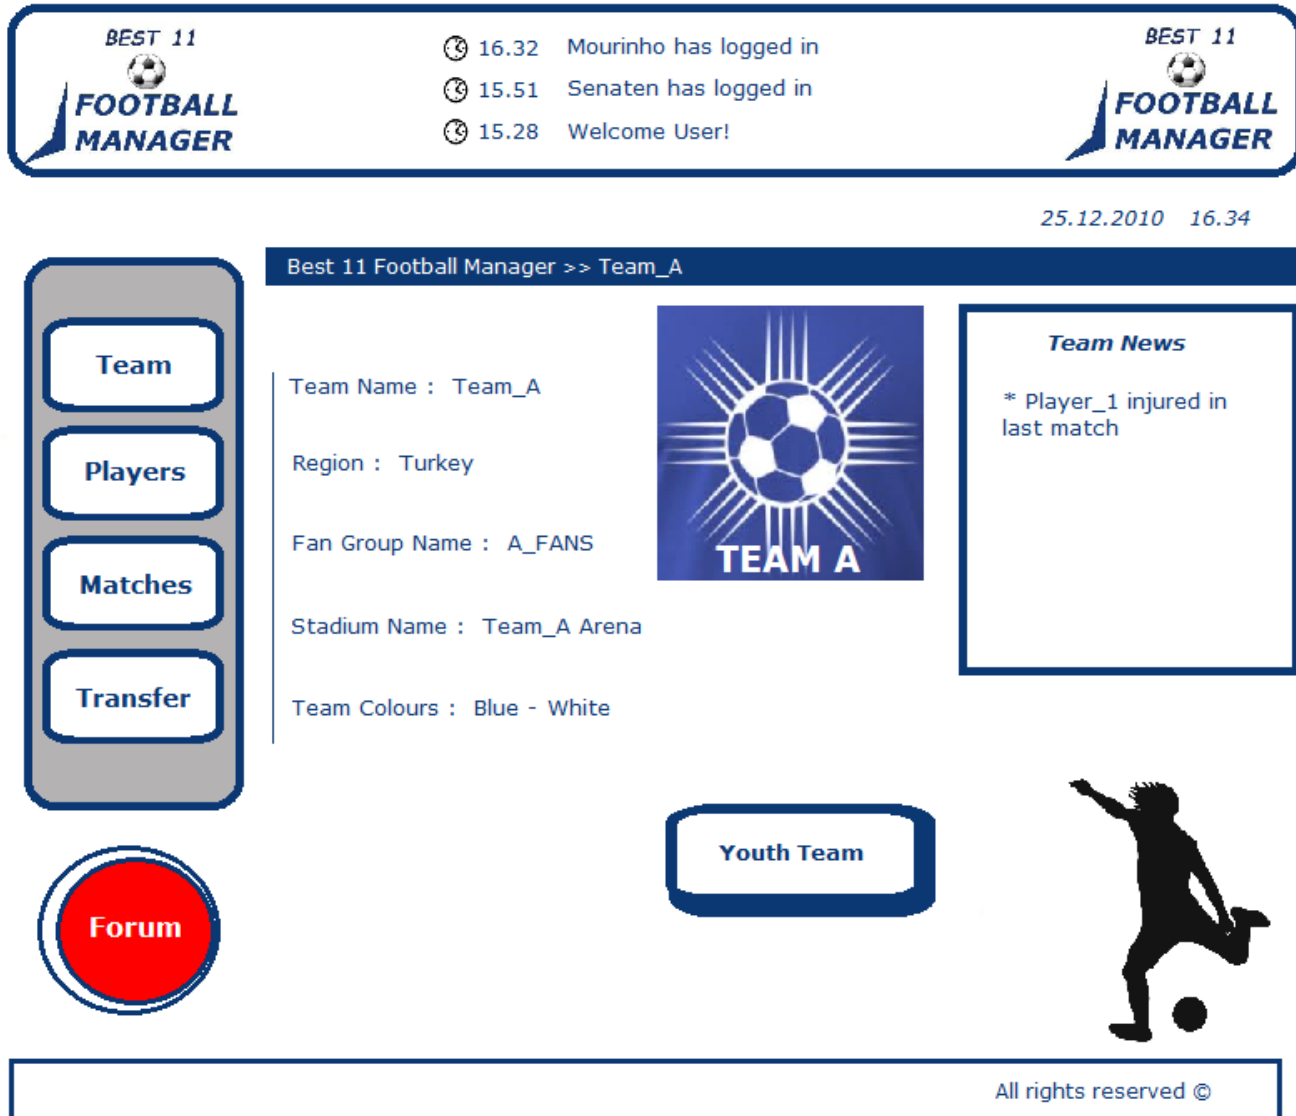 BEST 11
FOOTBALL
MANAGER
16.32 Mourinho has logged in
15.51 Senaten has logged in
15.28 Welcome User!
BEST 11
FOOTBALL
MANAGER
25.12.2010 16.34
Best 11 Football Manager >> Team_A
Team
Players
Matches
Transfer
Forum
Team Name : Team_A
Region : Turkey
Fan Group Name : A_FANS
Stadium Name : Team_A Arena
Team Colours : Blue - White
TEAM A
Team News
* Player_1 injured in
last match
Youth Team
All rights reserved ©